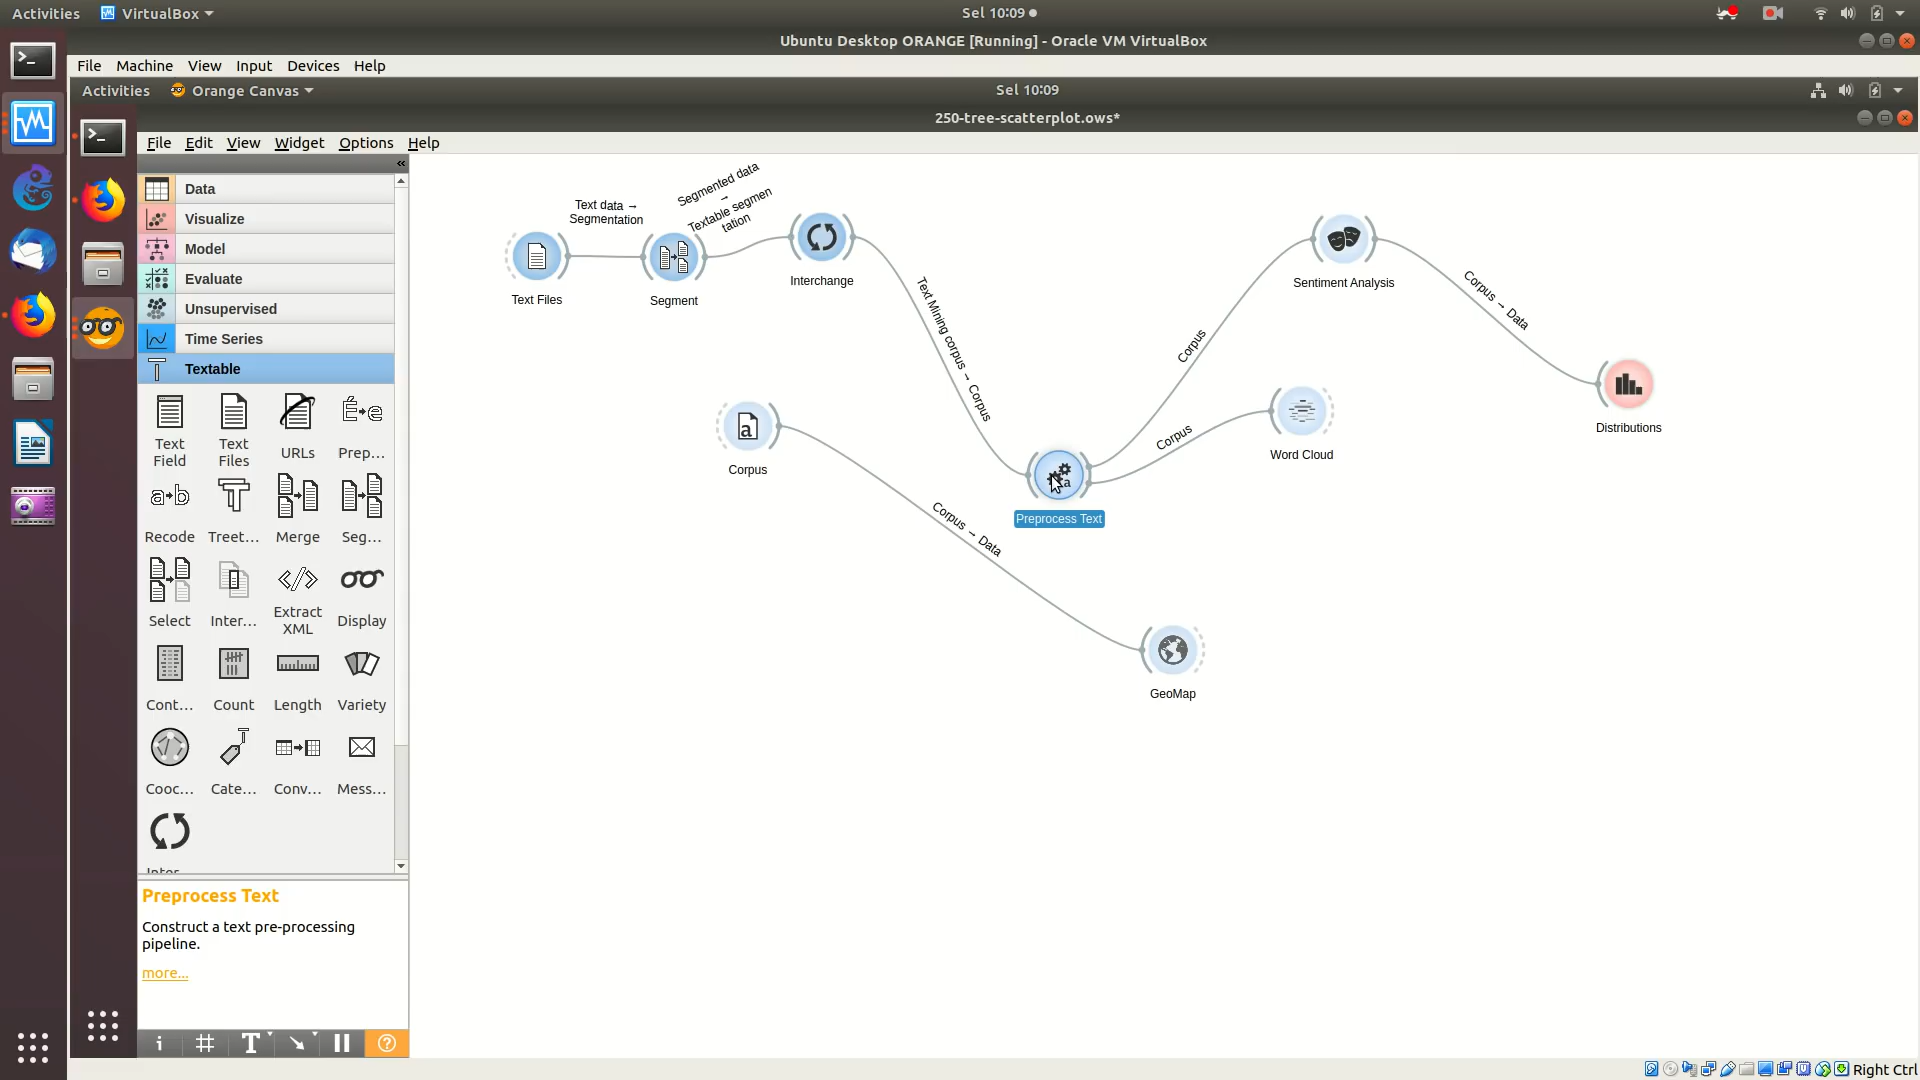 Activities
VirtualBox
Sel 10:09
Ubuntu Desktop ORANGE [Running] - Oracle VM VirtualBox
File Machine View Input Devices Help
Activities
Orange Canvas
Sel 10:09
250-tree-scatterplot.ows*
File Edit View Widget Options Help
Data
Visualize
Model
Evaluate
Unsupervised
Time Series
Textable
Text Field
Text Files
URLs
Prep...
Recode
Treet...
Merge
Seg...
Select
Inter...
Extract XML
Display
Cont...
Count
Length
Variety
Cooc...
Cate...
Conv...
Mess...
Inter
Preprocess Text
Construct a text pre-processing
pipeline.
more...
Text data →
Segmentation
Segmented data
→
Textable segmen
tation
Text Files
Segment
Interchange
Text Mining corpus → Corpus
Corpus
Corpus → Data
Preprocess Text
Corpus
Corpus
Sentiment Analysis
Corpus → Data
Word Cloud
Distributions
GeoMap
Right Ctrl